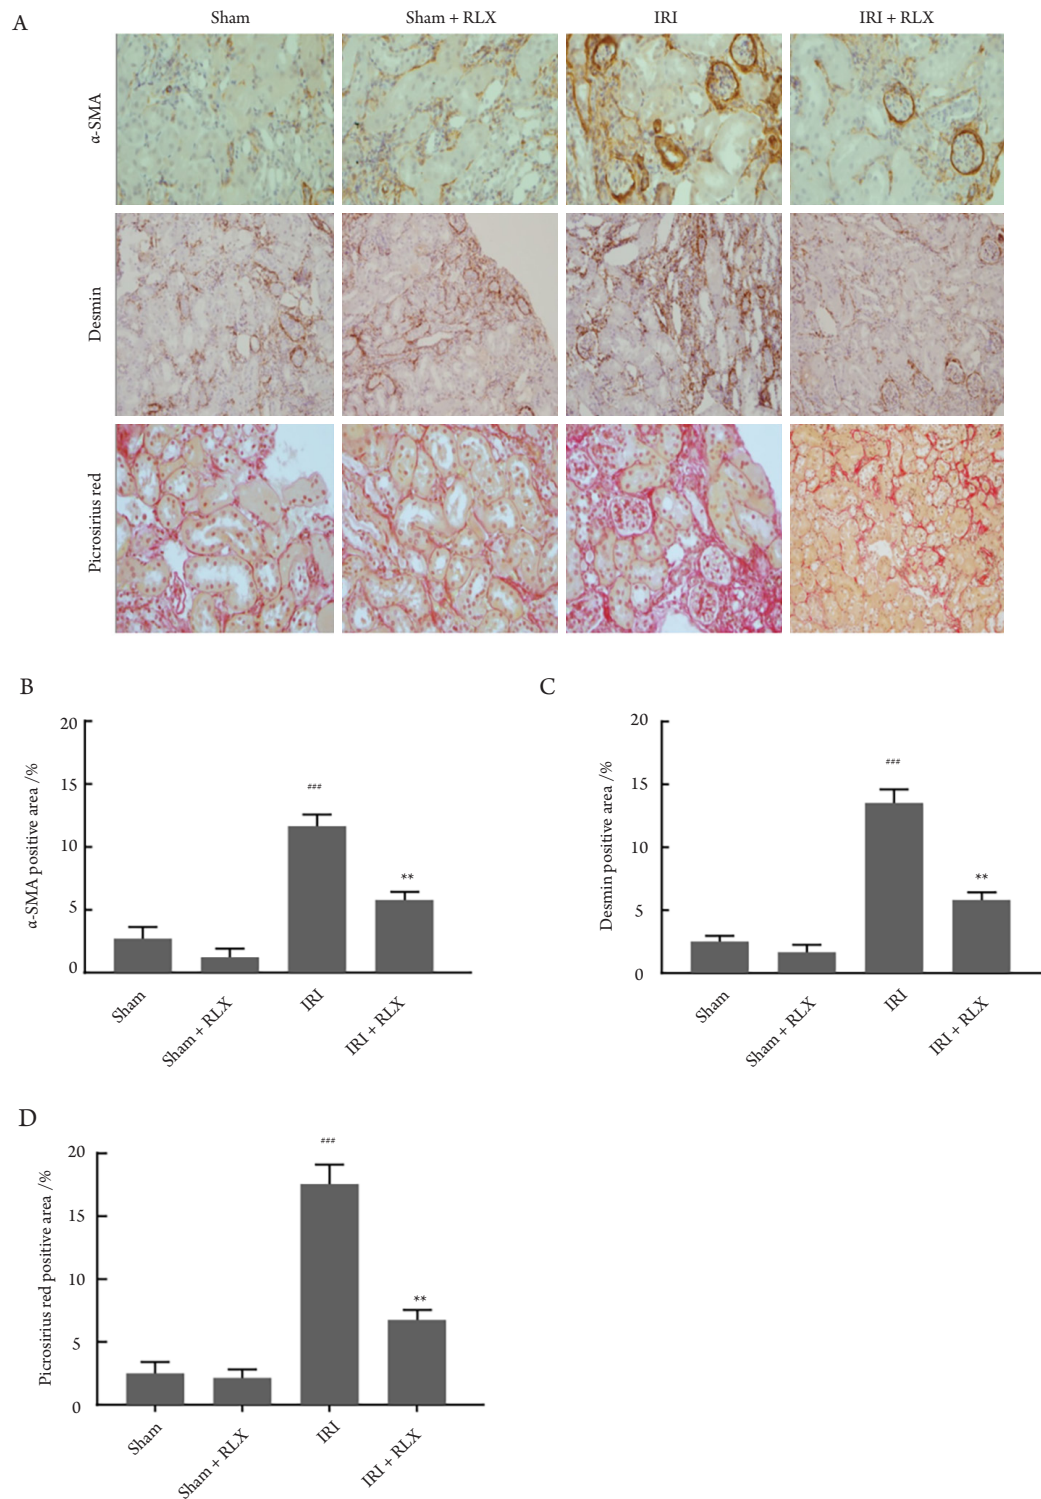 A
Sham
Sham + RLX
IRI
IRI + RLX
α-SMA
Desmin
Picrosirius red
B
α-SMA positive area /%
20
15
10
5
0
###
**
Sham
Sham + RLX
IRI
IRI + RLX
C
Desmin positive area /%
20
15
10
5
0
###
**
Sham
Sham + RLX
IRI
IRI + RLX
D
Picrosirius red positive area /%
20
15
10
5
0
###
**
Sham
Sham + RLX
IRI
IRI + RLX